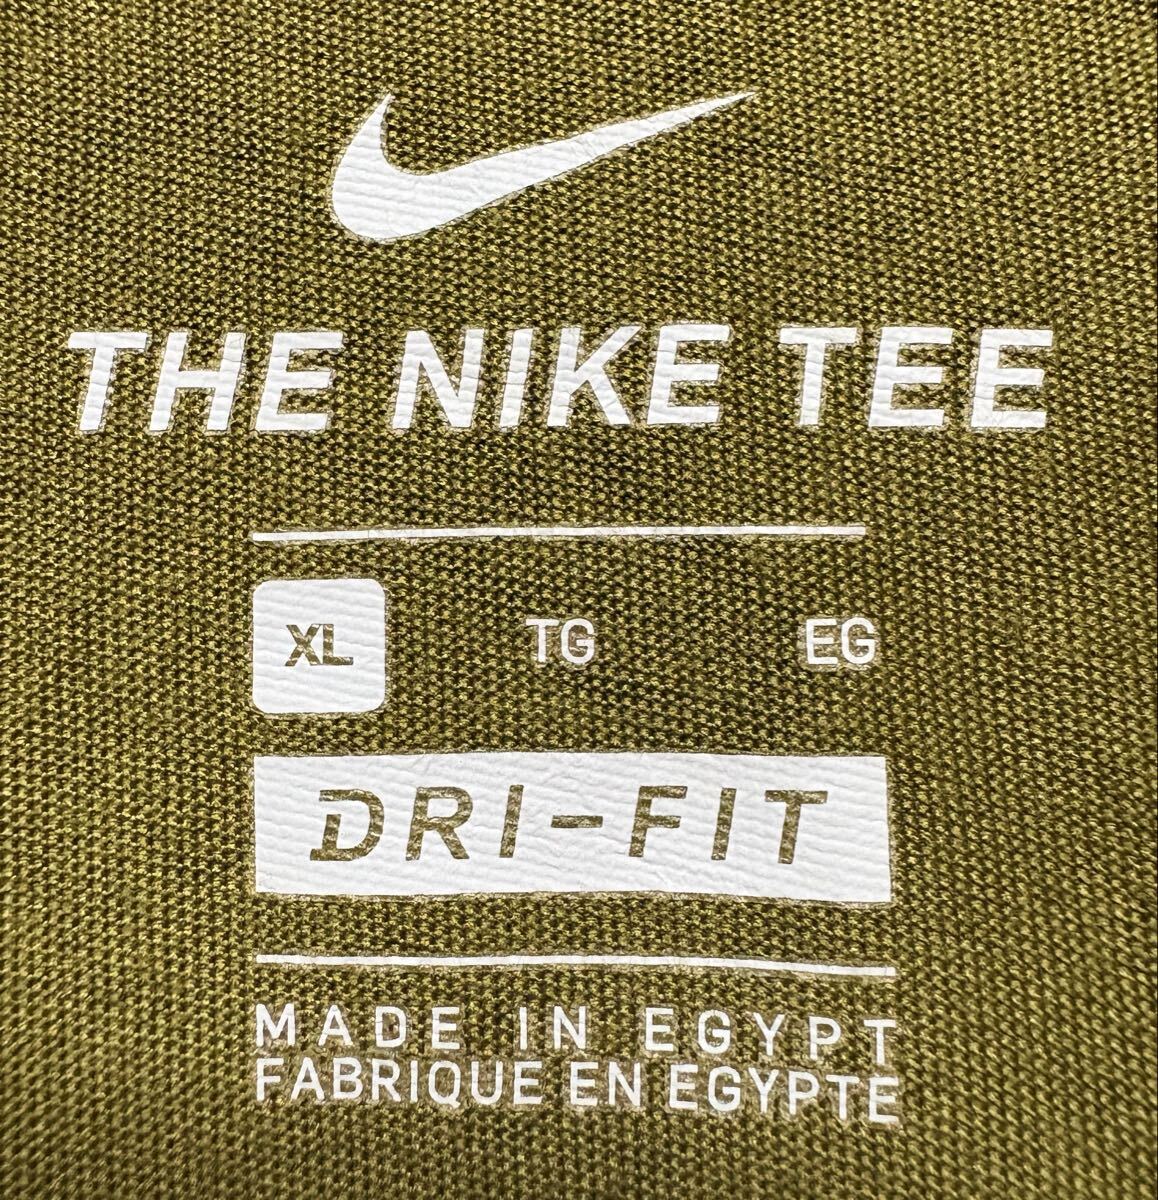 THE NIKE TEE
XL TG EG
DRI-FIT
MADE IN EGYPT
FABRIQUE EN EGYPTE